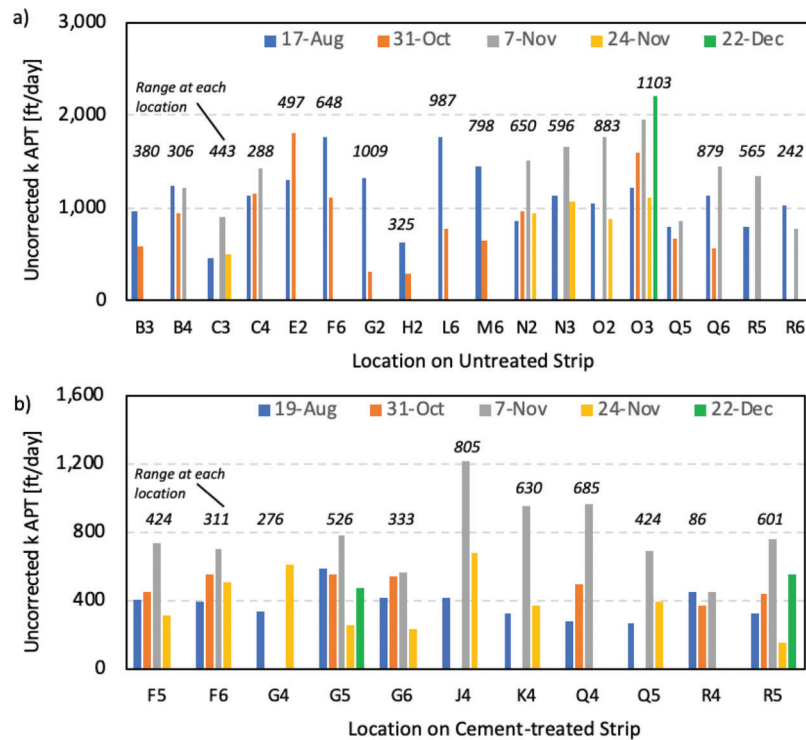 a)
3,000
2,000
1,000
0
Uncorrected k APT [ft/day]
17-Aug 31-Oct 7-Nov 24-Nov 22-Dec
Range at each
location
380 306 443 288 497 648 1009 325 987 798 650 596 883 1103 879 565 242
B3 B4 C3 C4 E2 F6 G2 H2 L6 M6 N2 N3 O2 O3 Q5 Q6 R5 R6
Location on Untreated Strip
b)
1,600
1,200
800
400
0
Uncorrected k APT [ft/day]
19-Aug 31-Oct 7-Nov 24-Nov 22-Dec
Range at each
location
424 311 276 526 333 805 630 685 424 86 601
F5 F6 G4 G5 G6 J4 K4 Q4 Q5 R4 R5
Location on Cement-treated Strip